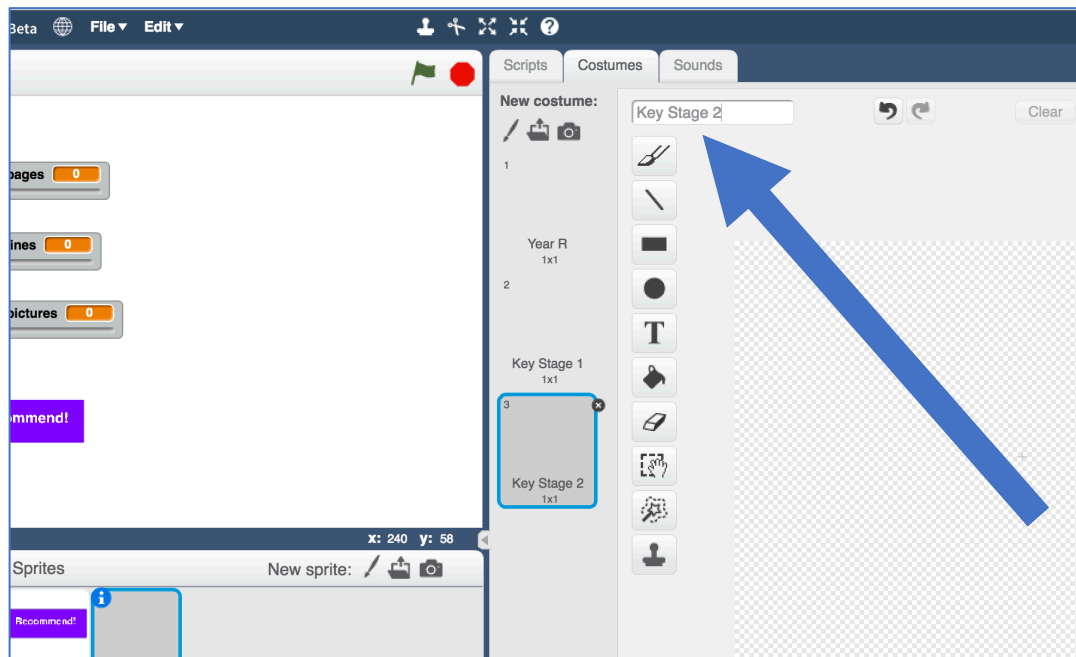 Beta File Edit
Scripts Costumes Sounds
New costume:
Key Stage 2
Clear
1
Year R
1x1
2
Key Stage 1
1x1
3
Key Stage 2
1x1
T
pages 0
ines 0
pictures 0
ommend!
x: 240 y: 58
Sprites New sprite:
Recommend!